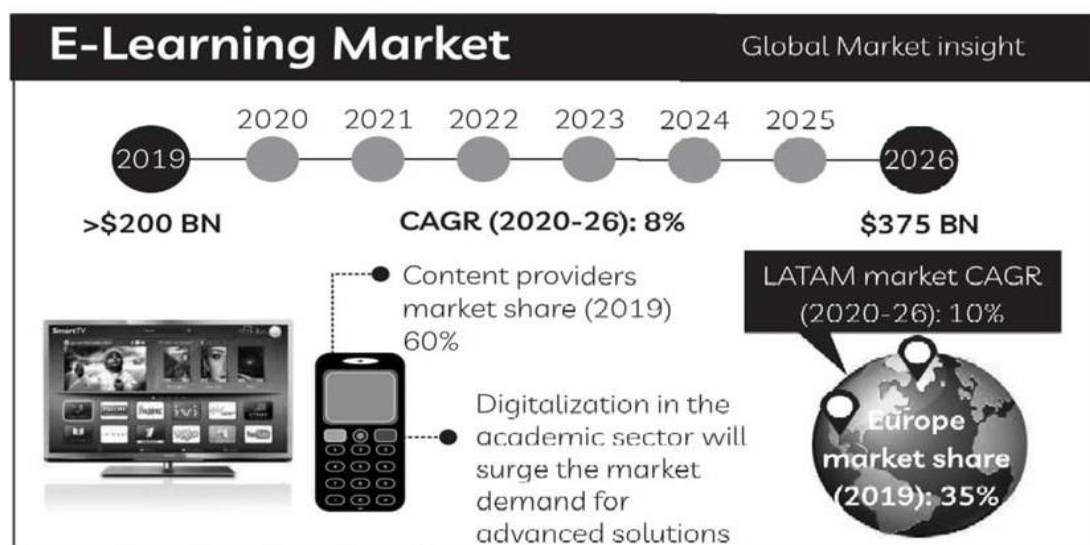 E-Learning Market
Global Market insight
2020 2021 2022 2023 2024 2025
2019
2026
>$200 BN
CAGR (2020-26): 8%
$375 BN
Content providers
market share (2019)
60%
LATAM market CAGR
(2020-26): 10%
SmartTV
ivi
Digitalization in the
academic sector will
surge the market
demand for
advanced solutions
Europe
market share
(2019): 35%